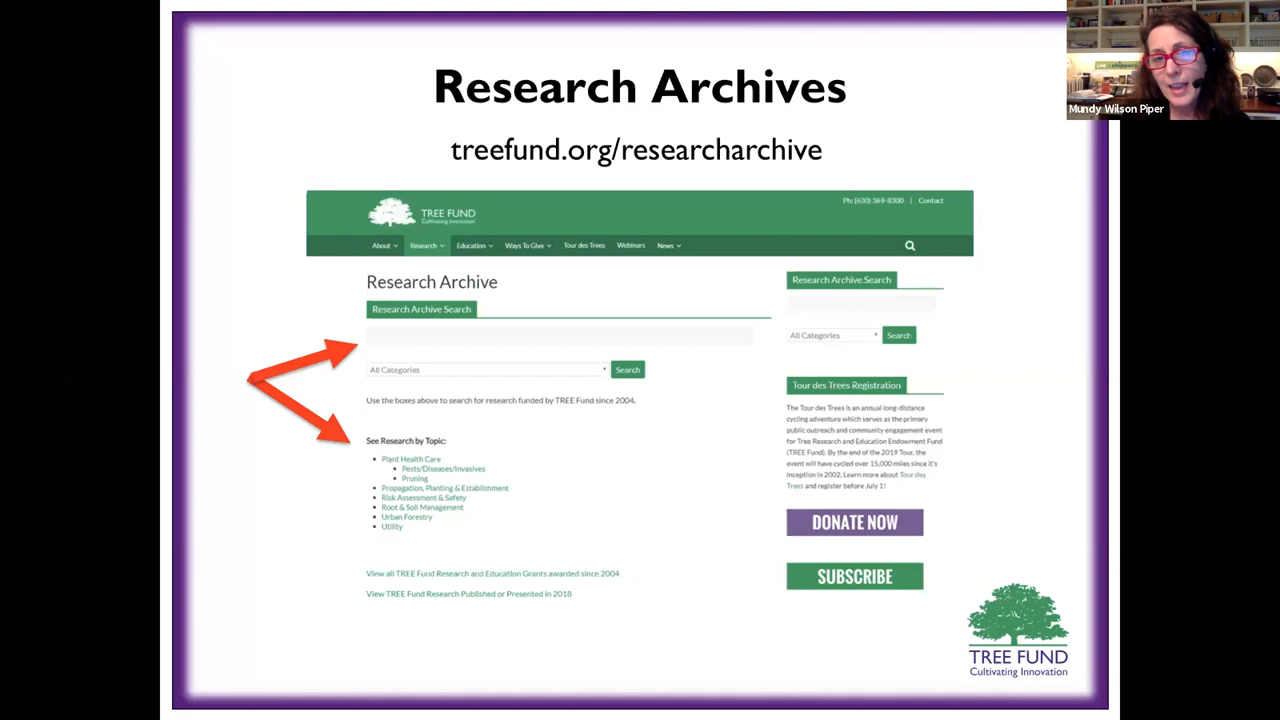 Research Archives
treefund.org/researcharchive
Mundy Wilson Piper
TREE FUND
Cultivating Innovation
Ph: (630) 369-8300 | Contact
About
Research
Education
Ways To Give
Tour des Trees
Webinars
News
Research Archive
Research Archive Search
All Categories
Search
Use the boxes above to search for research funded by TREE Fund since 2004.
See Research by Topic:
Plant Health Care
Pests/Diseases/Invasives
Pruning
Propagation, Planting & Establishment
Risk Assessment & Safety
Root & Soil Management
Urban Forestry
Utility
View all TREE Fund Research and Education Grants awarded since 2004
View TREE Fund Research Published or Presented in 2018
Research Archive Search
All Categories
Search
Tour des Trees Registration
The Tour des Trees is an annual long-distance
cycling adventure which serves as the primary
public outreach and community engagement event
for Tree Research and Education Endowment Fund
(TREE Fund). By the end of the 2019 Tour, the
event will have cycled over 15,000 miles since it's
inception in 2002. Learn more about Tour des
Trees and register before July 1!
DONATE NOW
SUBSCRIBE
TREE FUND
Cultivating Innovation